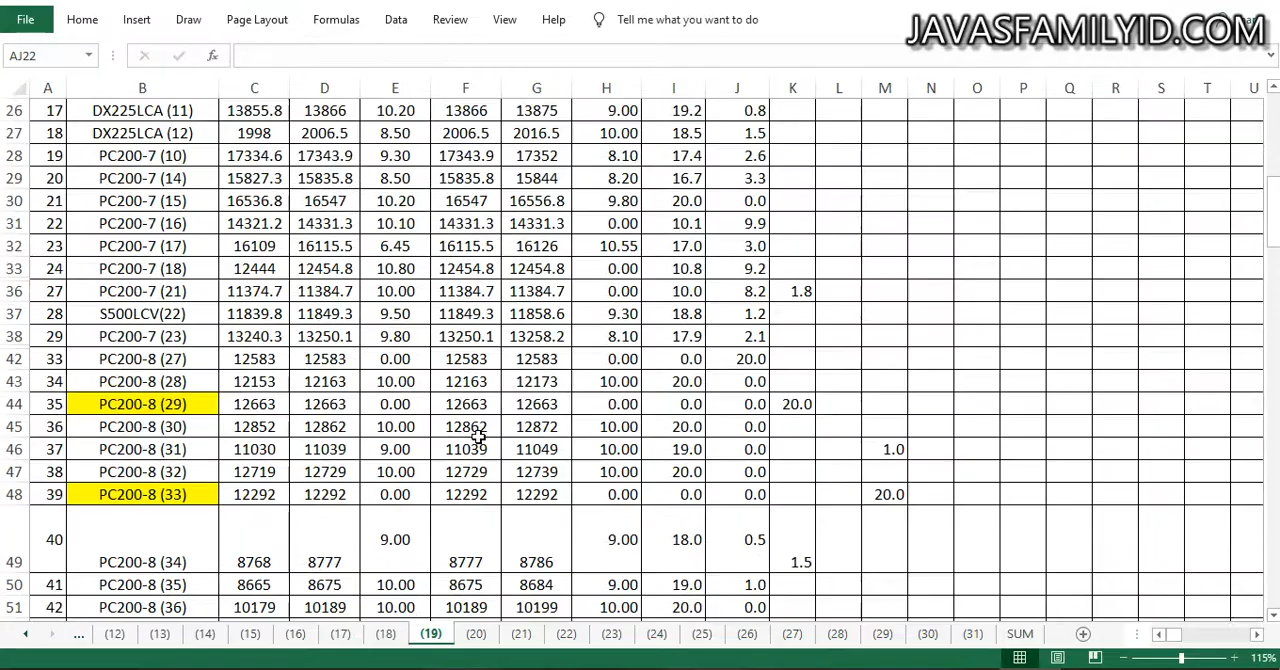 File Home Insert Draw Page Layout Formulas Data Review View Help Tell me what you want to do
JAVASFAMILYID.COM
AJ22 fx
A B C D E F G H I J K L M N O P Q R S T U
26 17 DX225LCA (11) 13855.8 13866 10.20 13866 13875 9.00 19.2 0.8
27 18 DX225LCA (12) 1998 2006.5 8.50 2006.5 2016.5 10.00 18.5 1.5
28 19 PC200-7 (10) 17334.6 17343.9 9.30 17343.9 17352 8.10 17.4 2.6
29 20 PC200-7 (14) 15827.3 15835.8 8.50 15835.8 15844 8.20 16.7 3.3
30 21 PC200-7 (15) 16536.8 16547 10.20 16547 16556.8 9.80 20.0 0.0
31 22 PC200-7 (16) 14321.2 14331.3 10.10 14331.3 14331.3 0.00 10.1 9.9
32 23 PC200-7 (17) 16109 16115.5 6.45 16115.5 16126 10.55 17.0 3.0
33 24 PC200-7 (18) 12444 12454.8 10.80 12454.8 12454.8 0.00 10.8 9.2
36 27 PC200-7 (21) 11374.7 11384.7 10.00 11384.7 11384.7 0.00 10.0 8.2 1.8
37 28 S500LCV(22) 11839.8 11849.3 9.50 11849.3 11858.6 9.30 18.8 1.2
38 29 PC200-7 (23) 13240.3 13250.1 9.80 13250.1 13258.2 8.10 17.9 2.1
42 33 PC200-8 (27) 12583 12583 0.00 12583 12583 0.00 0.0 20.0
43 34 PC200-8 (28) 12153 12163 10.00 12163 12173 10.00 20.0 0.0
44 35 PC200-8 (29) 12663 12663 0.00 12663 12663 0.00 0.0 0.0 20.0
45 36 PC200-8 (30) 12852 12862 10.00 12862 12872 10.00 20.0 0.0
46 37 PC200-8 (31) 11030 11039 9.00 11039 11049 10.00 19.0 0.0 1.0
47 38 PC200-8 (32) 12719 12729 10.00 12729 12739 10.00 20.0 0.0
48 39 PC200-8 (33) 12292 12292 0.00 12292 12292 0.00 0.0 0.0 20.0
40 9.00 9.00 18.0 0.5
49 PC200-8 (34) 8768 8777 8777 8786 1.5
50 41 PC200-8 (35) 8665 8675 10.00 8675 8684 9.00 19.0 1.0
51 42 PC200-8 (36) 10179 10189 10.00 10189 10199 10.00 20.0 0.0
... (12) (13) (14) (15) (16) (17) (18) (19) (20) (21) (22) (23) (24) (25) (26) (27) (28) (29) (30) (31) SUM
115%